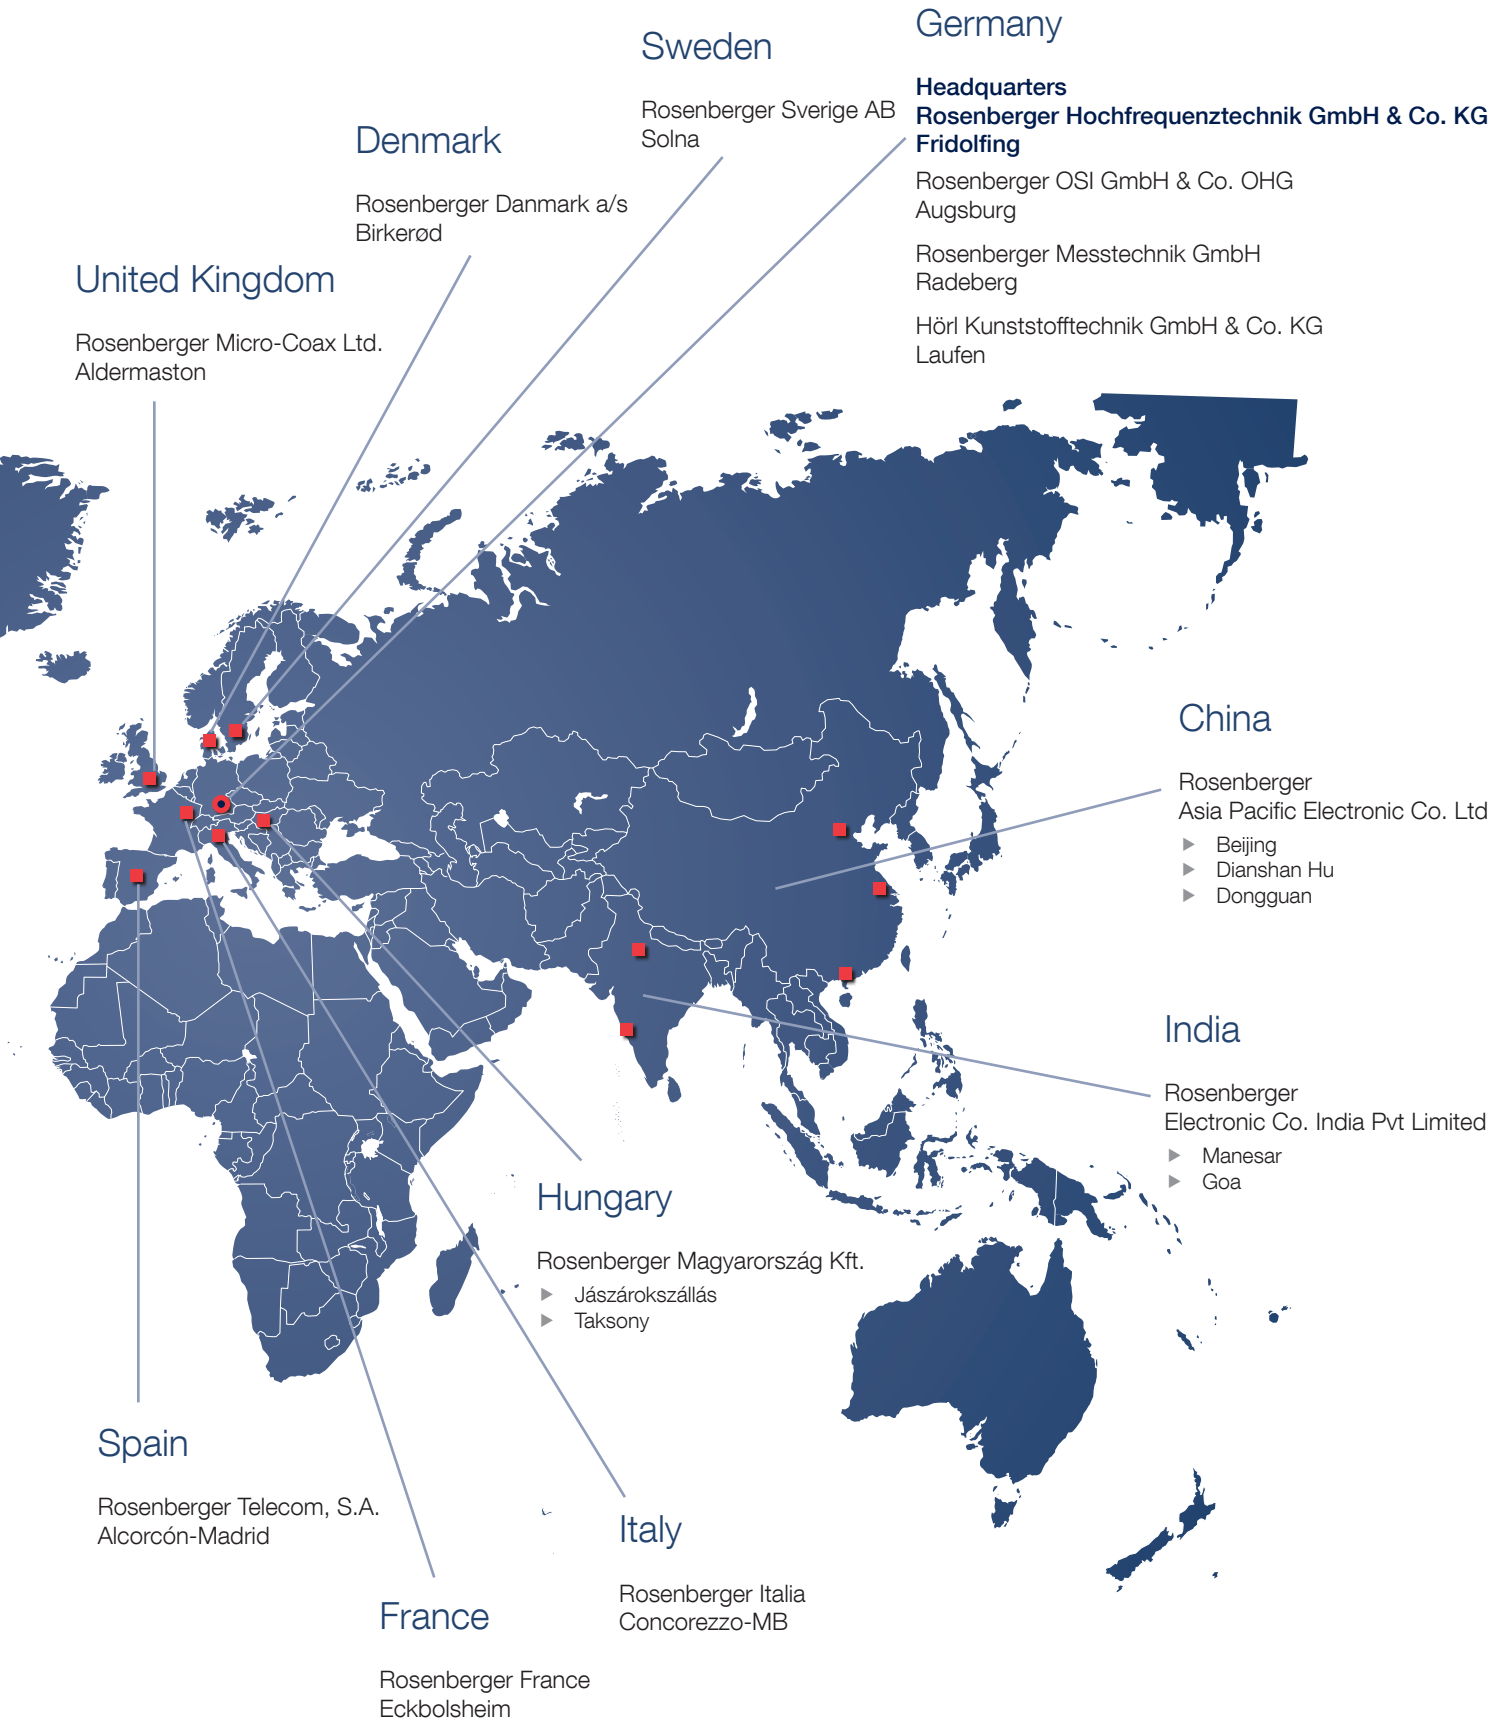 Germany
Headquarters
Rosenberger Hochfrequenztechnik GmbH & Co. KG
Fridolfing
Rosenberger OSI GmbH & Co. OHG
Augsburg
Rosenberger Messtechnik GmbH
Radeberg
Hörl Kunststofftechnik GmbH & Co. KG
Laufen
Sweden
Rosenberger Sverige AB
Solna
Denmark
Rosenberger Danmark a/s
Birkerød
United Kingdom
Rosenberger Micro-Coax Ltd.
Aldermaston
China
Rosenberger
Asia Pacific Electronic Co. Ltd
Beijing
Dianshan Hu
Dongguan
India
Rosenberger
Electronic Co. India Pvt Limited
Manesar
Goa
Hungary
Rosenberger Magyarország Kft.
Jászárokszállás
Taksony
Spain
Rosenberger Telecom, S.A.
Alcorcón-Madrid
Italy
Rosenberger Italia
Concorezzo-MB
France
Rosenberger France
Eckbolsheim